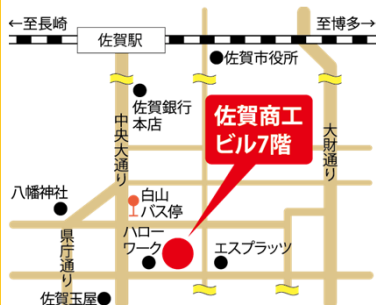 ←至長崎
至博多→
佐賀駅
佐賀市役所
佐賀銀行
本店
佐賀商工
ビル7階
中央大通り
大財通り
八幡神社
白山
バス停
県庁通り
ハロー
ワーク
エスプラッツ
佐賀玉屋